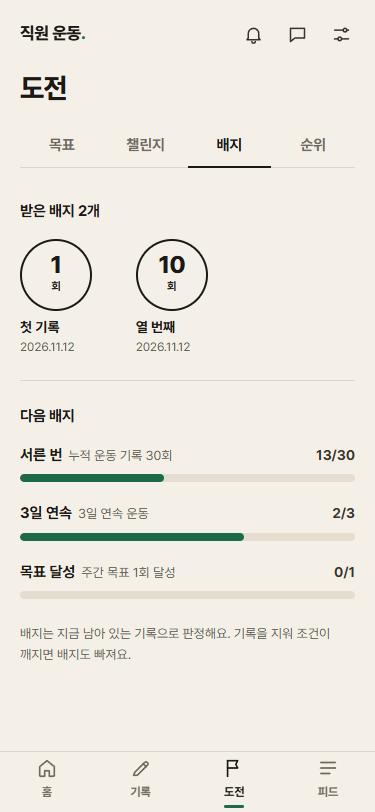 직원 운동.
도전
목표 챌린지 배지 순위
받은 배지 2개
1
회
첫 기록
2026.11.12
10
회
열 번째
2026.11.12
다음 배지
서른 번 누적 운동 기록 30회 13/30
3일 연속 3일 연속 운동 2/3
목표 달성 주간 목표 1회 달성 0/1
배지는 지금 남아 있는 기록으로 판정해요. 기록을 지워 조건이
깨지면 배지도 빠져요.
홈 기록 도전 피드